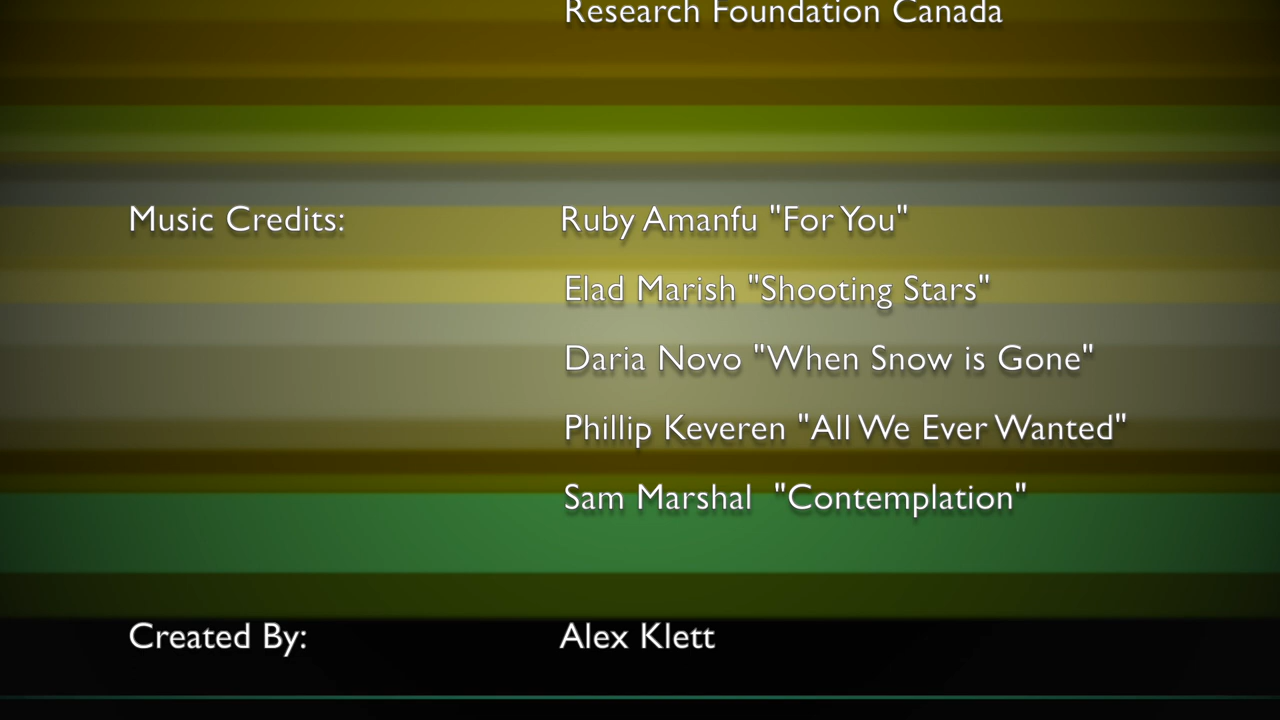 Research Foundation Canada
Music Credits: Ruby Amanfu "For You"
Elad Marish "Shooting Stars"
Daria Novo "When Snow is Gone"
Phillip Keveren "All We Ever Wanted"
Sam Marshal "Contemplation"
Created By: Alex Klett